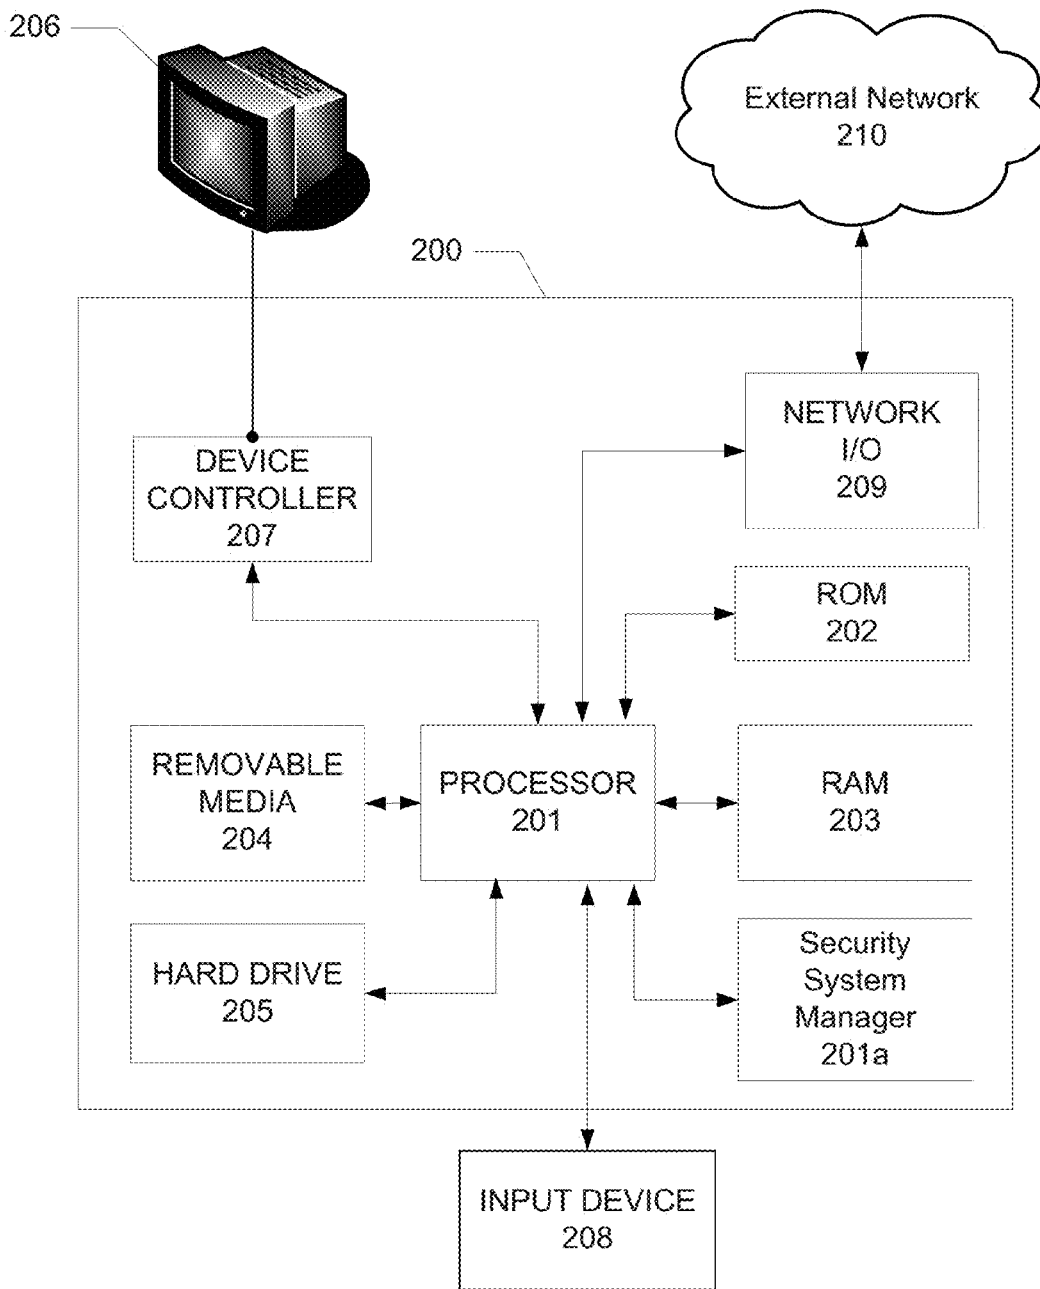 206
External Network
210
200
NETWORK
I/O
209
DEVICE
CONTROLLER
207
ROM
202
REMOVABLE
MEDIA
204
PROCESSOR
201
RAM
203
HARD DRIVE
205
Security
System
Manager
201a
INPUT DEVICE
208